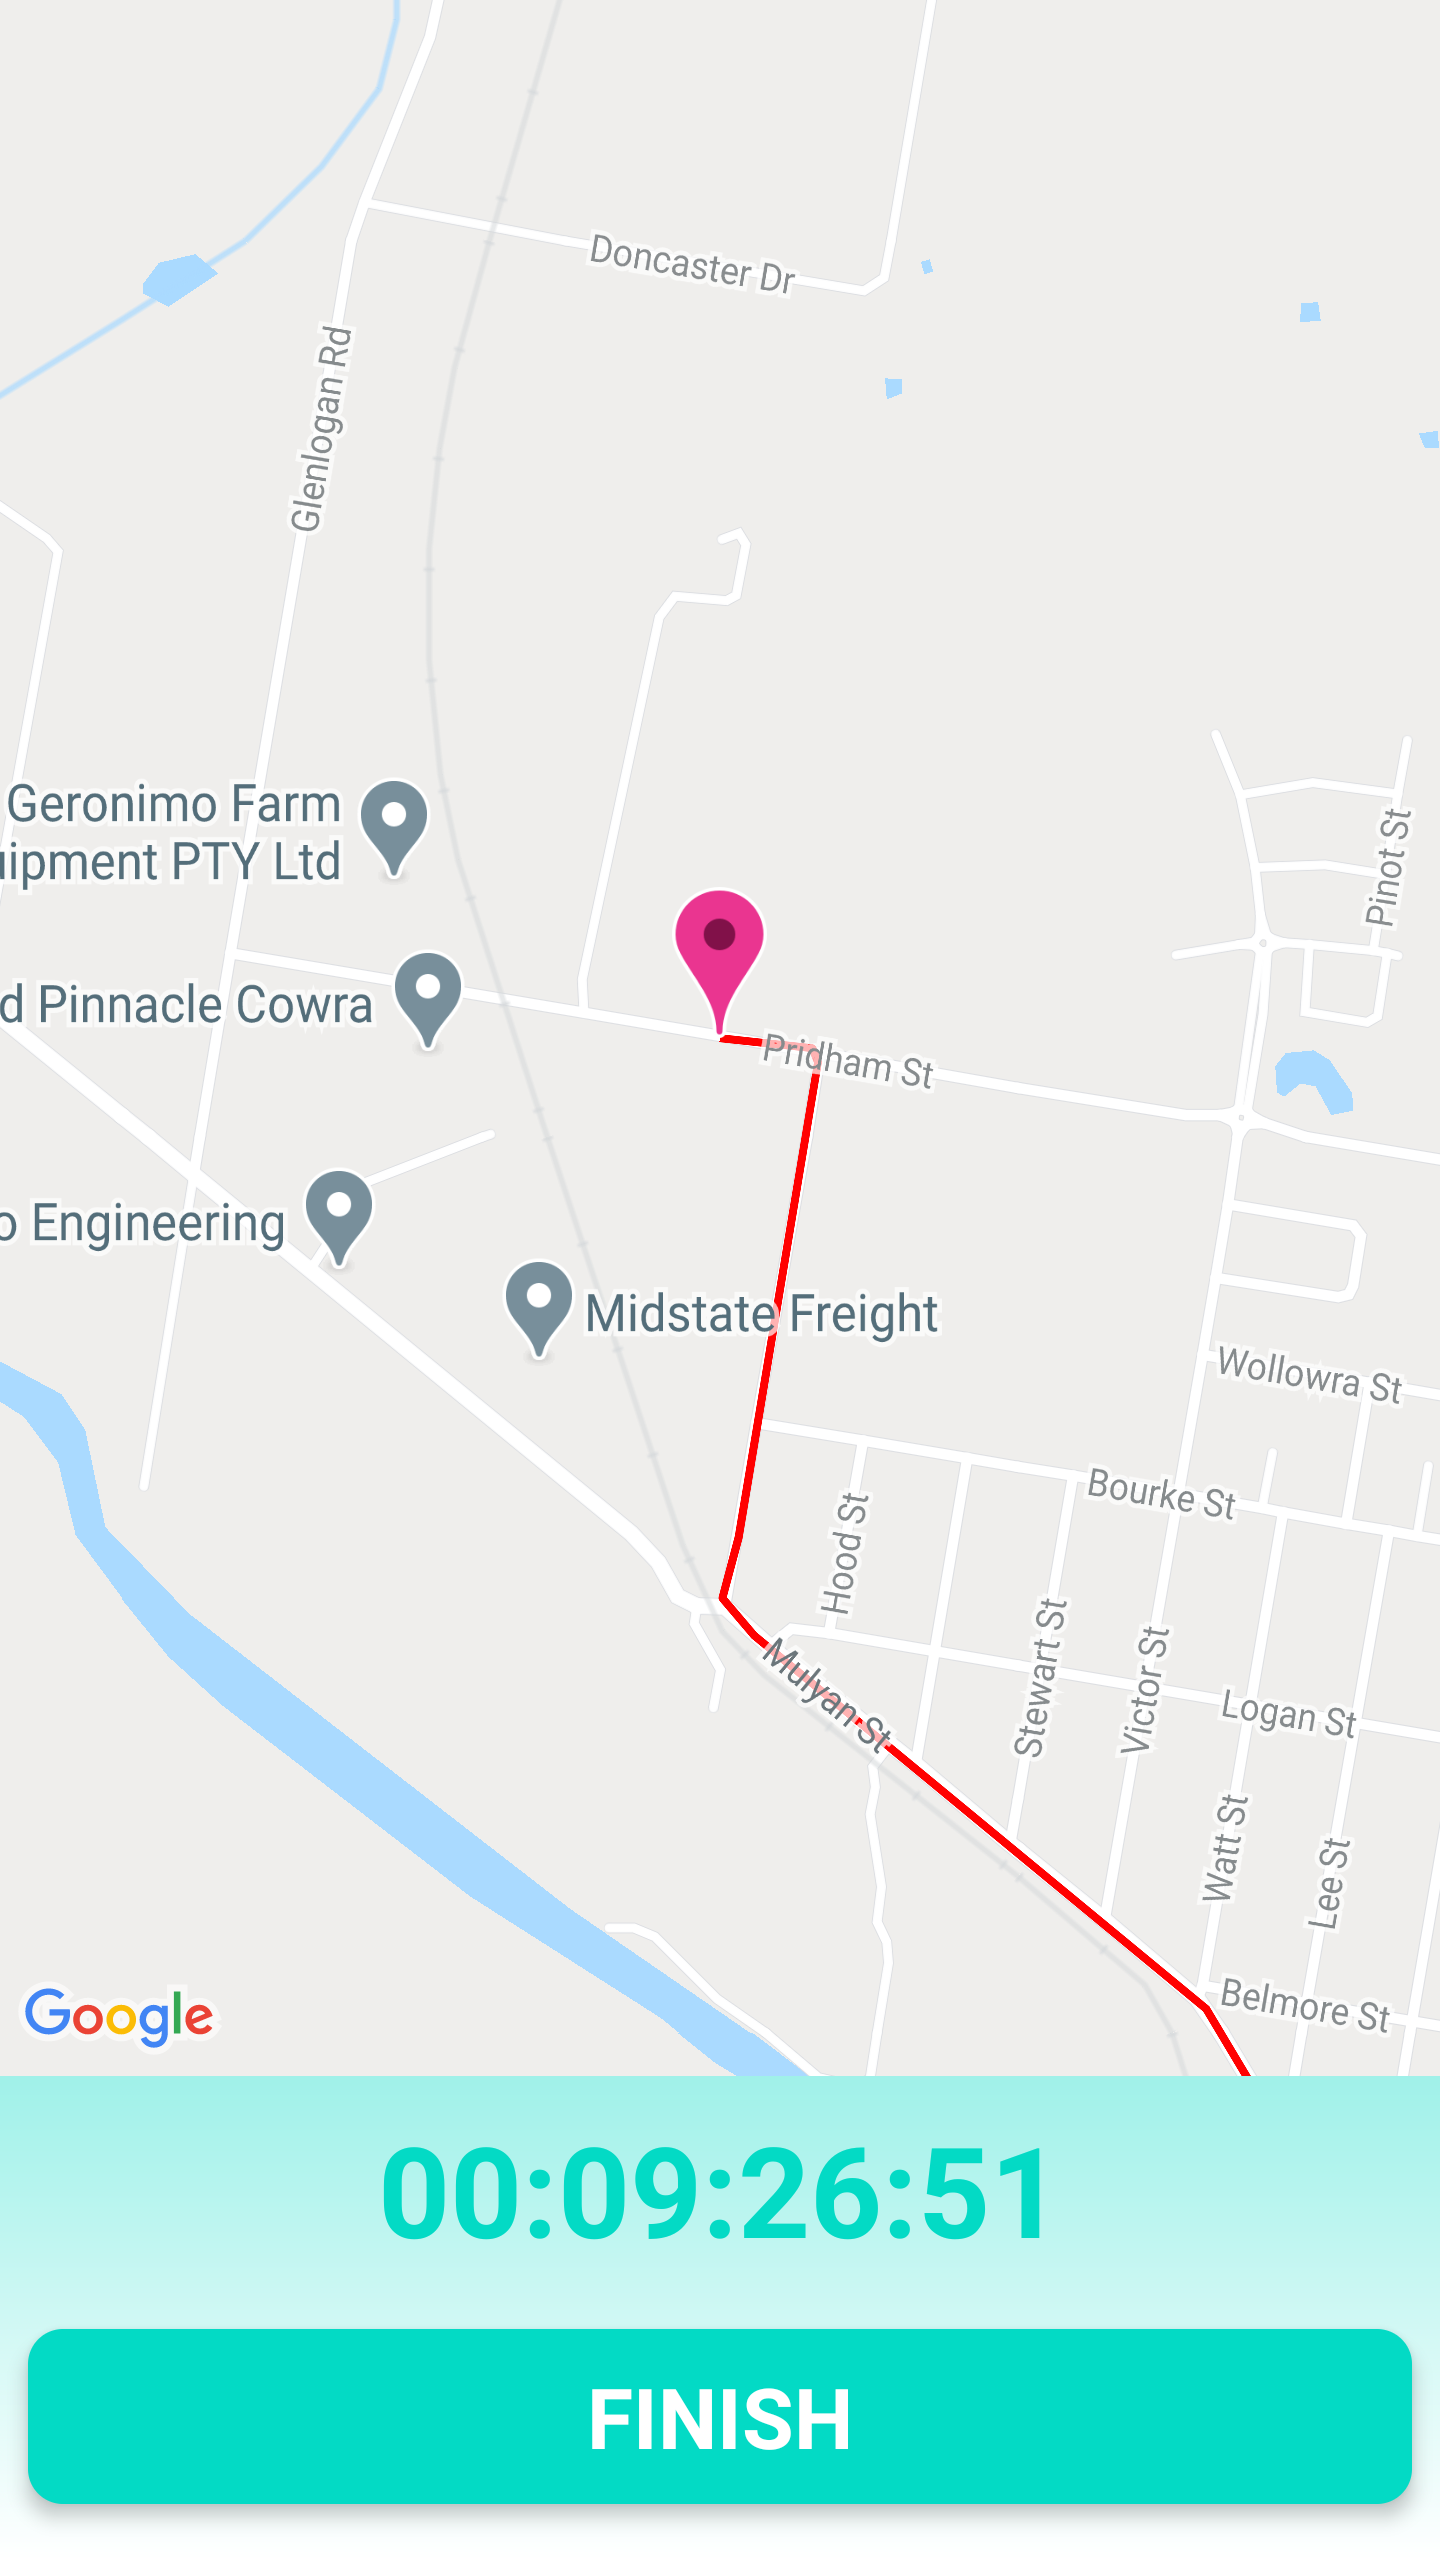 Doncaster Dr
Glenlogan Rd
Geronimo Farm
uipment PTY Ltd
Pinot St
d Pinnacle Cowra
Pridham St
o Engineering
Midstate Freight
Wollowra St
Bourke St
Hood St
Stewart St
Victor St
Mulyan St
Logan St
Watt St
Lee St
Belmore St
Google
00:09:26:51
FINISH